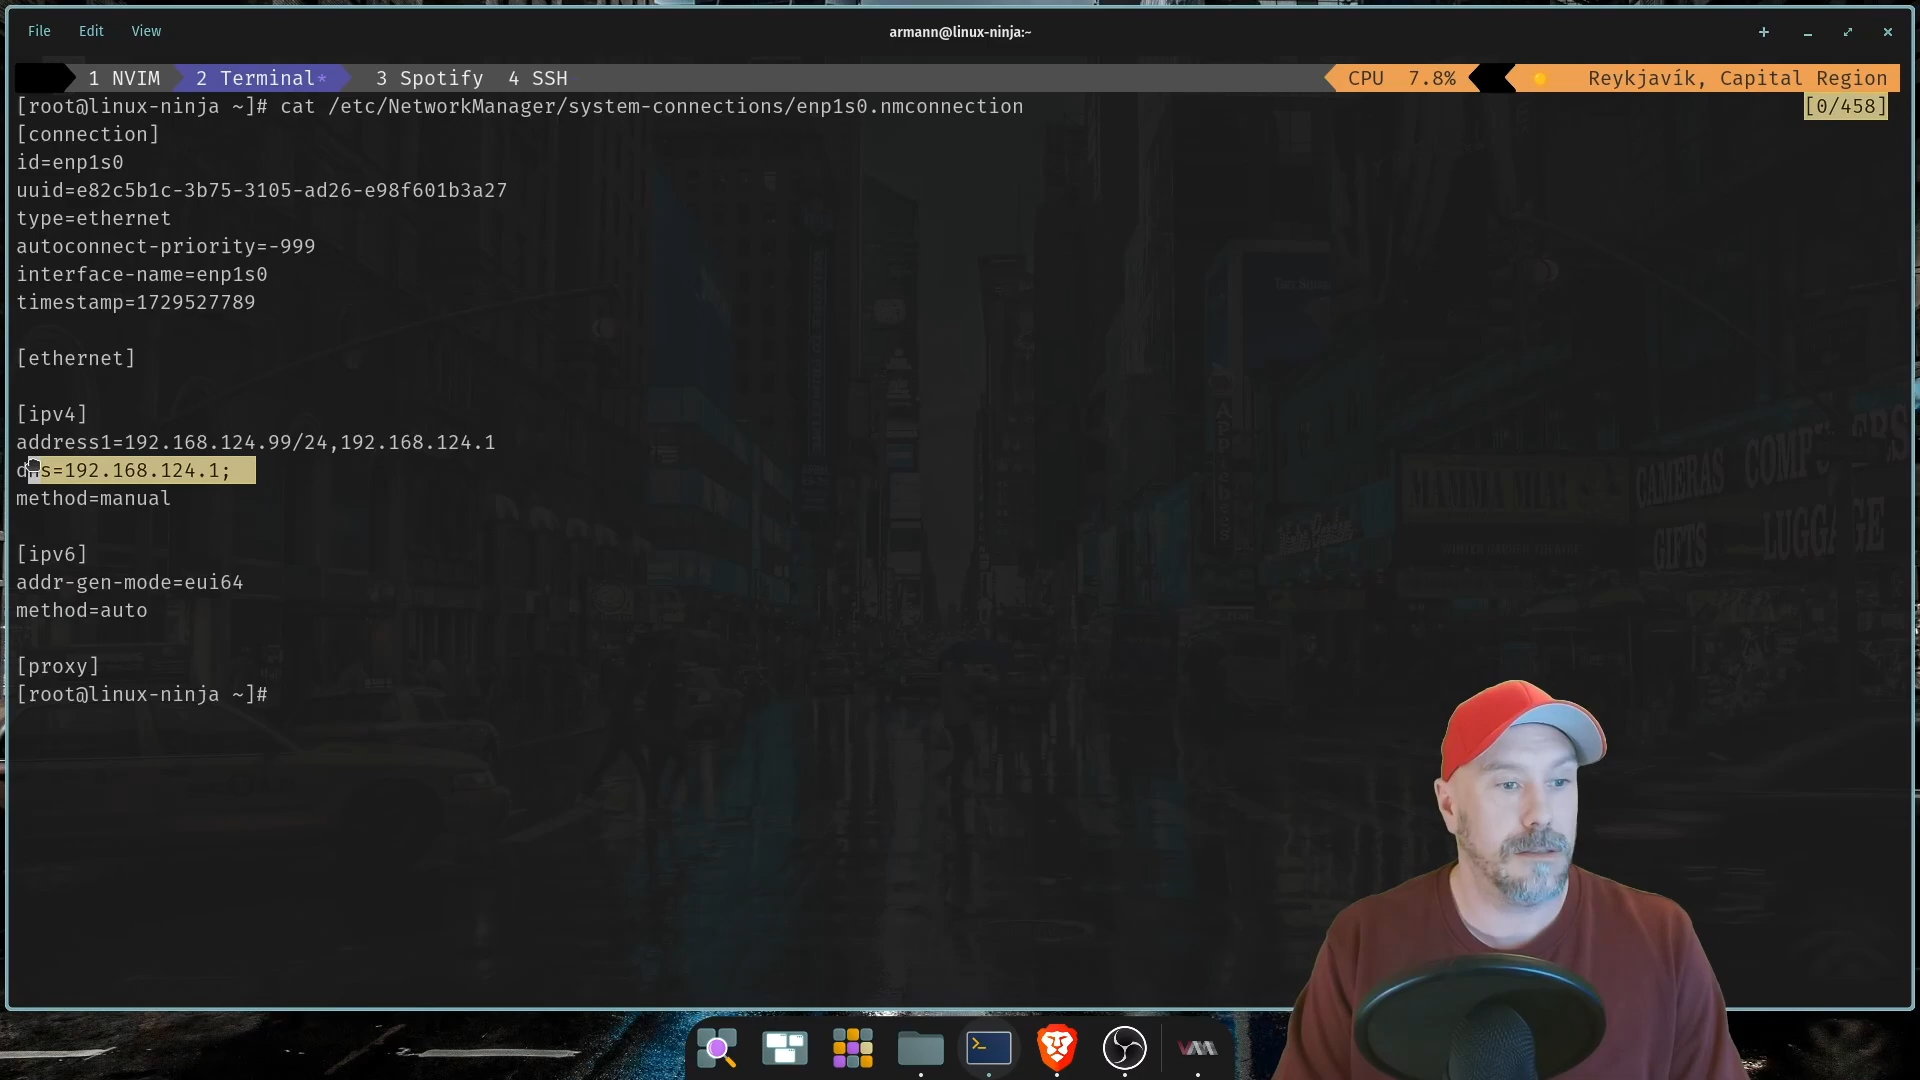 File Edit View armann@linux-ninja:~
1 NVIM 2 Terminal* 3 Spotify 4 SSH CPU 7.8% Reykjavík, Capital Region
[root@linux-ninja ~]# cat /etc/NetworkManager/system-connections/enp1s0.nmconnection [0/458]
[connection]
id=enp1s0
uuid=e82c5b1c-3b75-3105-ad26-e98f601b3a27
type=ethernet
autoconnect-priority=-999
interface-name=enp1s0
timestamp=1729527789
[ethernet]
[ipv4]
address1=192.168.124.99/24,192.168.124.1
dns=192.168.124.1;
method=manual
[ipv6]
addr-gen-mode=eui64
method=auto
[proxy]
[root@linux-ninja ~]#
CAMERAS
GIFTS